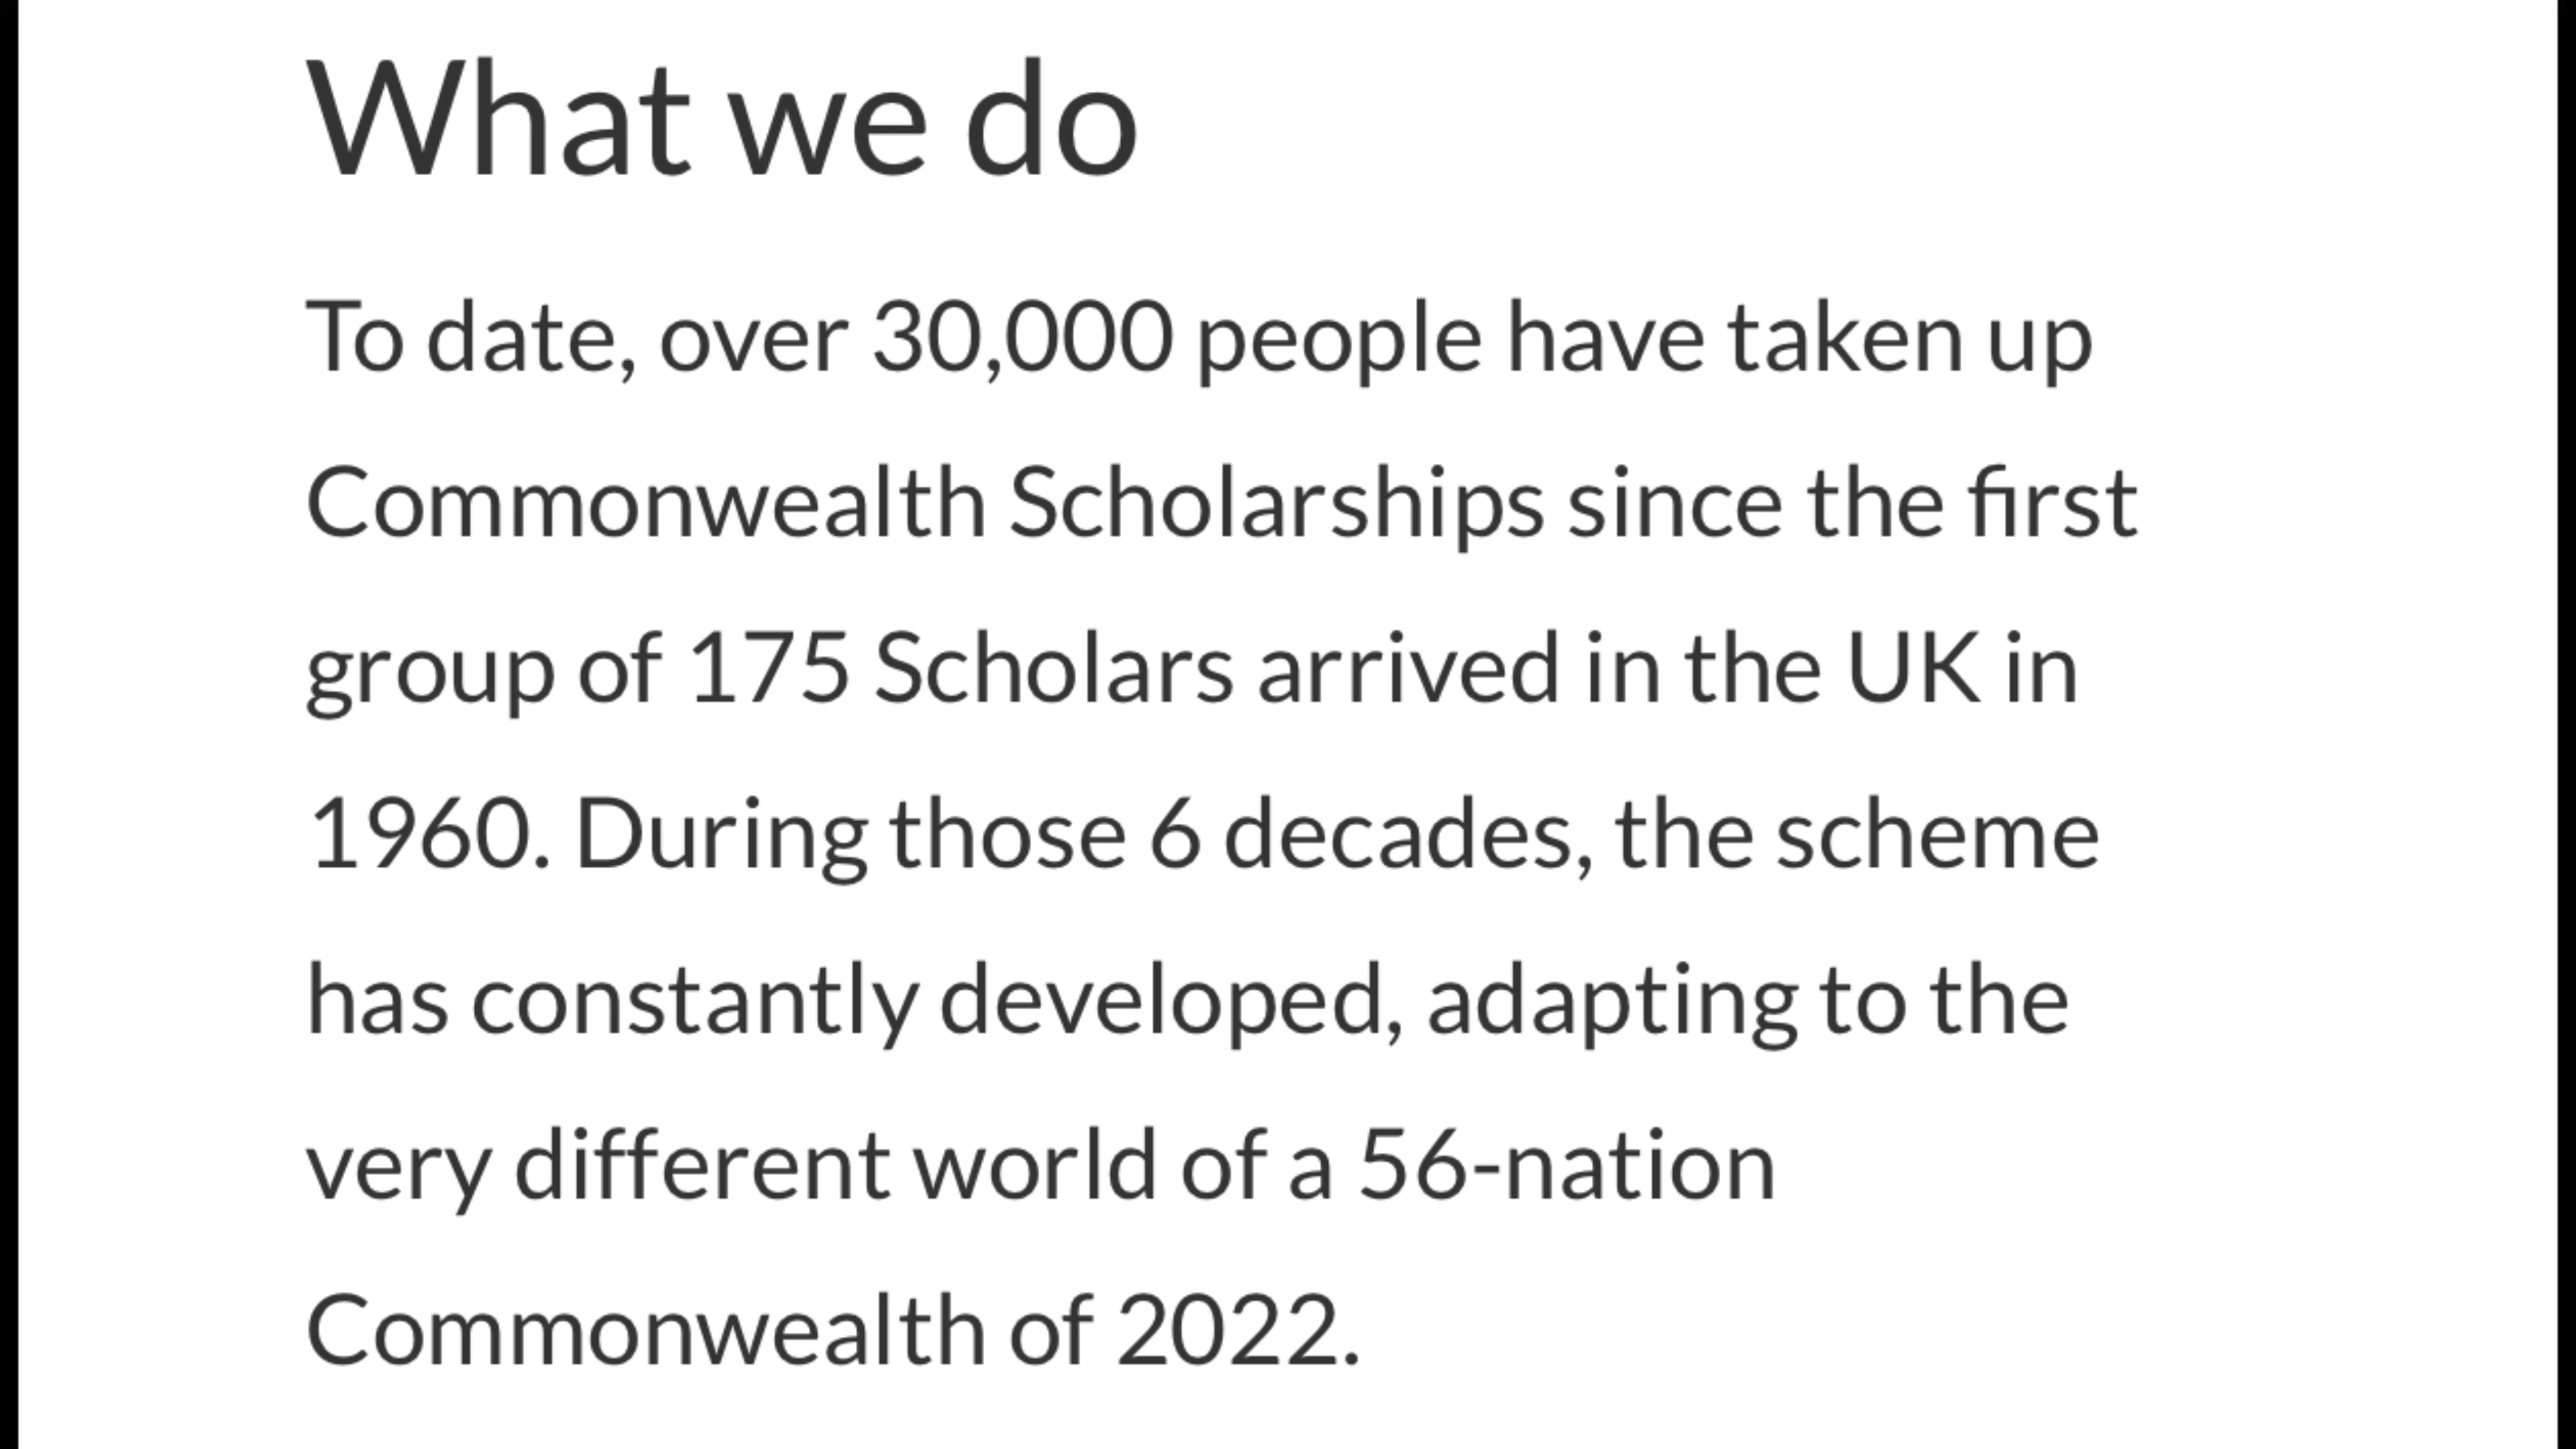 What we do
To date, over 30,000 people have taken up
Commonwealth Scholarships since the first
group of 175 Scholars arrived in the UK in
1960. During those 6 decades, the scheme
has constantly developed, adapting to the
very different world of a 56-nation
Commonwealth of 2022.